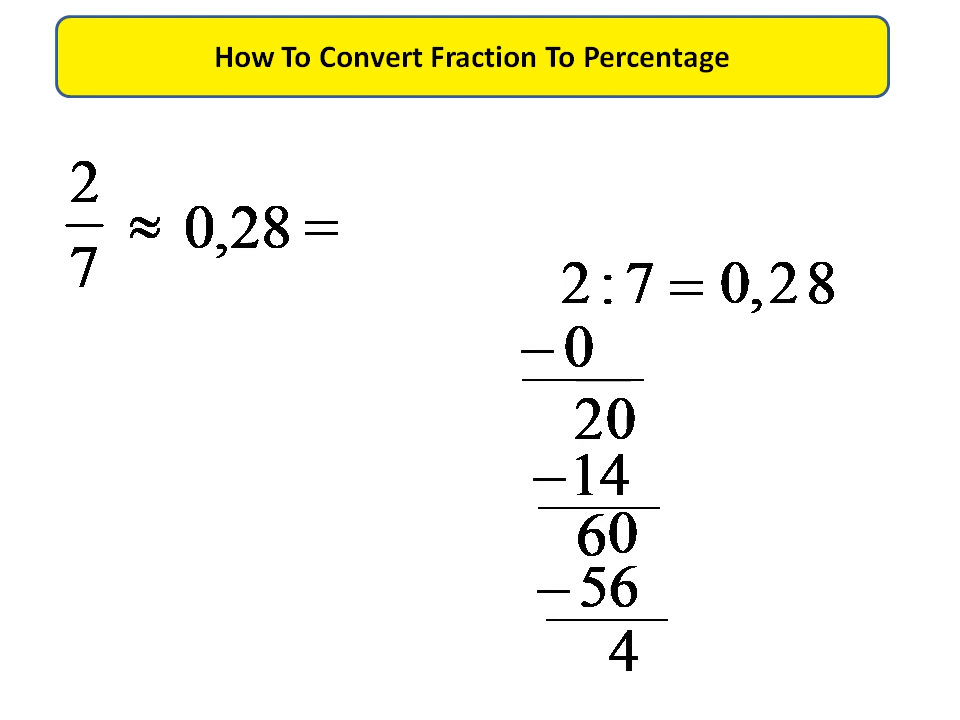 How To Convert Fraction To Percentage
2
7
≈ 0,28 =
2 : 7 = 0,28
– 0
20
– 14
60
– 56
4